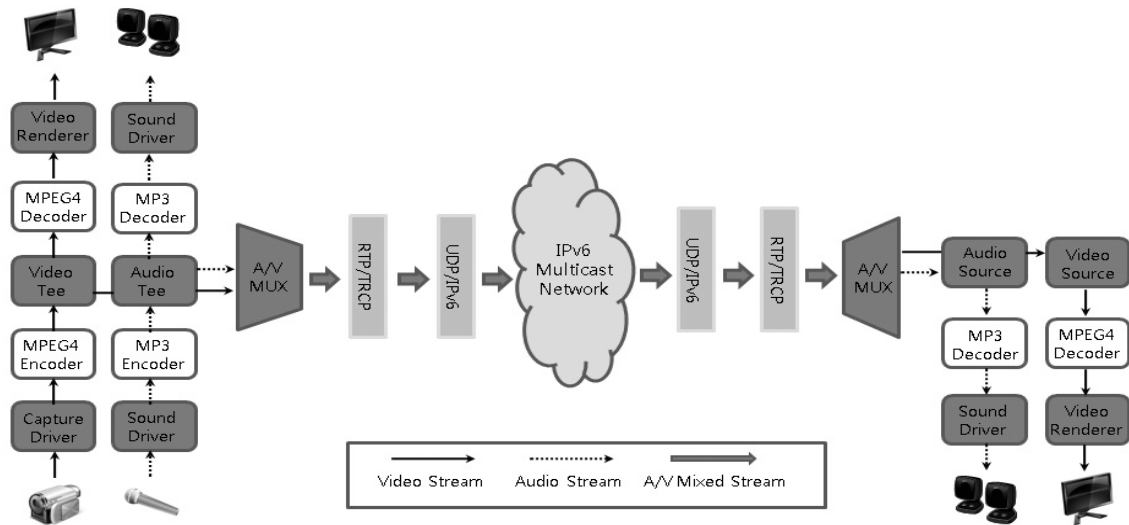 Video
Renderer
Sound
Driver
MPEG4
Decoder
MP3
Decoder
Video
Tee
Audio
Tee
MPEG4
Encoder
MP3
Encoder
Capture
Driver
Sound
Driver
A/V
MUX
RTP/TRCP
UDP/IPv6
IPv6
Multicast
Network
UDP/IPv6
RTP/TRCP
A/V
MUX
Audio
Source
Video
Source
MP3
Decoder
MPEG4
Decoder
Sound
Driver
Video
Renderer
Video Stream
Audio Stream
A/V Mixed Stream